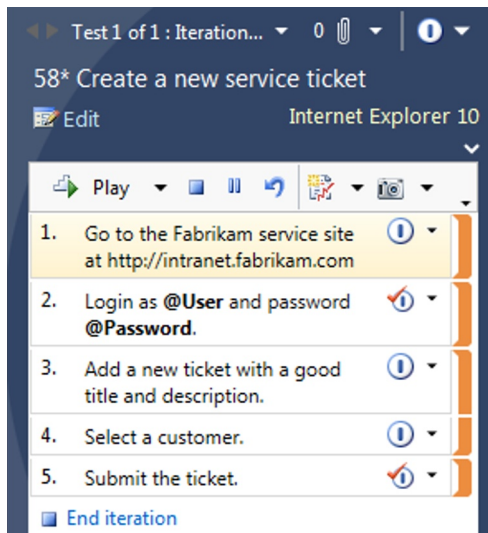 Test 1 of 1 : Iteration... 0
58* Create a new service ticket
Edit Internet Explorer 10
Play
1. Go to the Fabrikam service site
at http://intranet.fabrikam.com
2. Login as @User and password
@Password.
3. Add a new ticket with a good
title and description.
4. Select a customer.
5. Submit the ticket.
End iteration